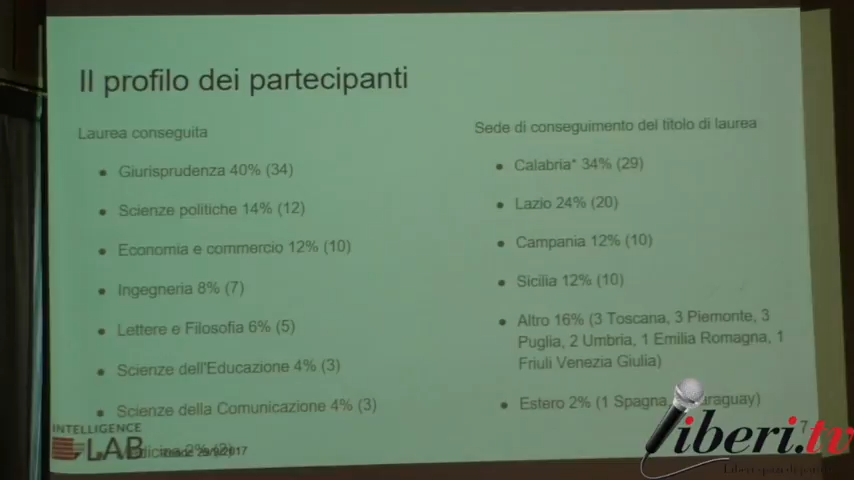 Il profilo dei partecipanti
Laurea conseguita
Giurisprudenza 40% (34)
Scienze politiche 14% (12)
Economia e commercio 12% (10)
Ingegneria 8% (7)
Lettere e Filosofia 6% (5)
Scienze dell'Educazione 4% (3)
Scienze della Comunicazione 4% (3)
Sede di conseguimento del titolo di laurea
Calabria* 34% (29)
Lazio 24% (20)
Campania 12% (10)
Sicilia 12% (10)
Altro 16% (3 Toscana, 3 Piemonte, 3
Puglia, 2 Umbria, 1 Emilia Romagna, 1
Friuli Venezia Giulia)
Estero 2% (1 Spagna,
INTELLIGENCE
LAB
29/9/2017
7
liberi.tv